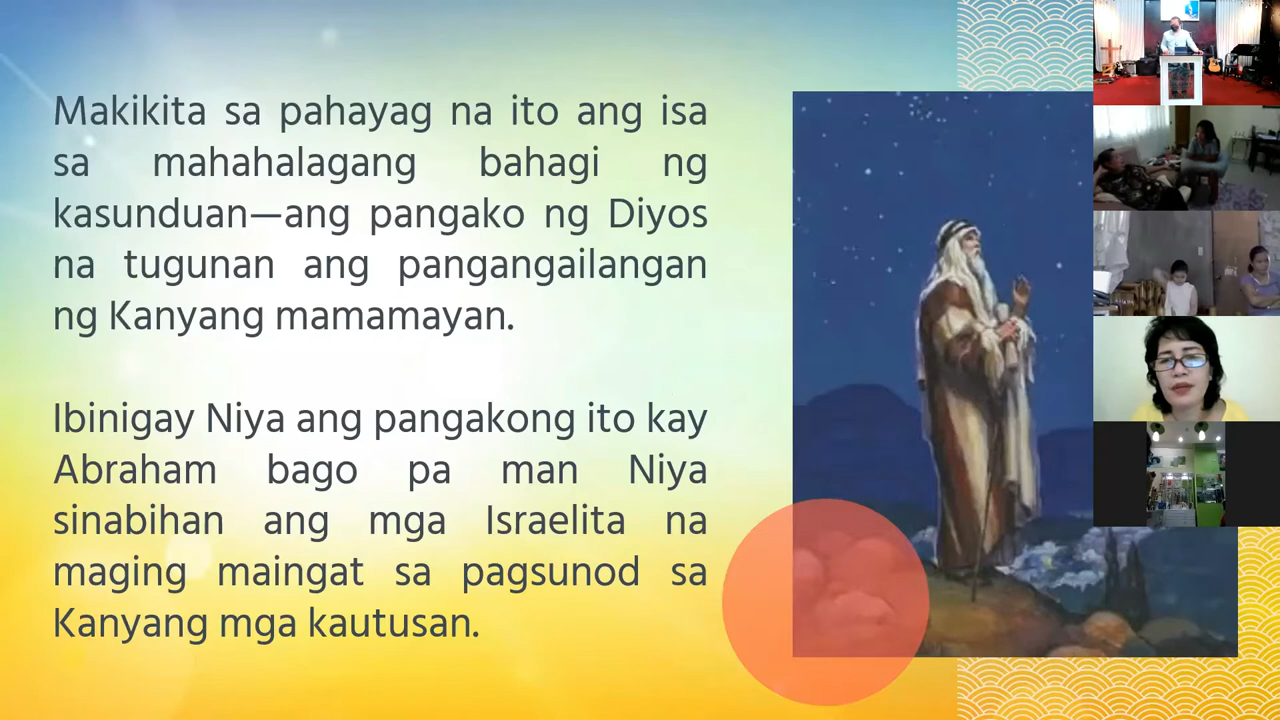 Makikita sa pahayag na ito ang isa
sa mahahalagang bahagi ng
kasunduan—ang pangako ng Diyos
na tugunan ang pangangailangan
ng Kanyang mamamayan.
Ibinigay Niya ang pangakong ito kay
Abraham bago pa man Niya
sinabihan ang mga Israelita na
maging maingat sa pagsunod sa
Kanyang mga kautusan.